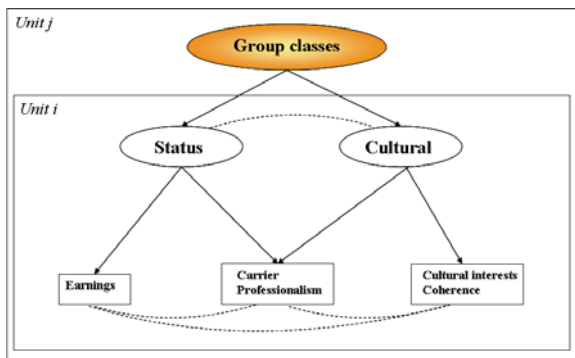 Unit j
Group classes
Unit i
Status
Cultural
Earnings
Carrier
Professionalism
Cultural interests
Coherence